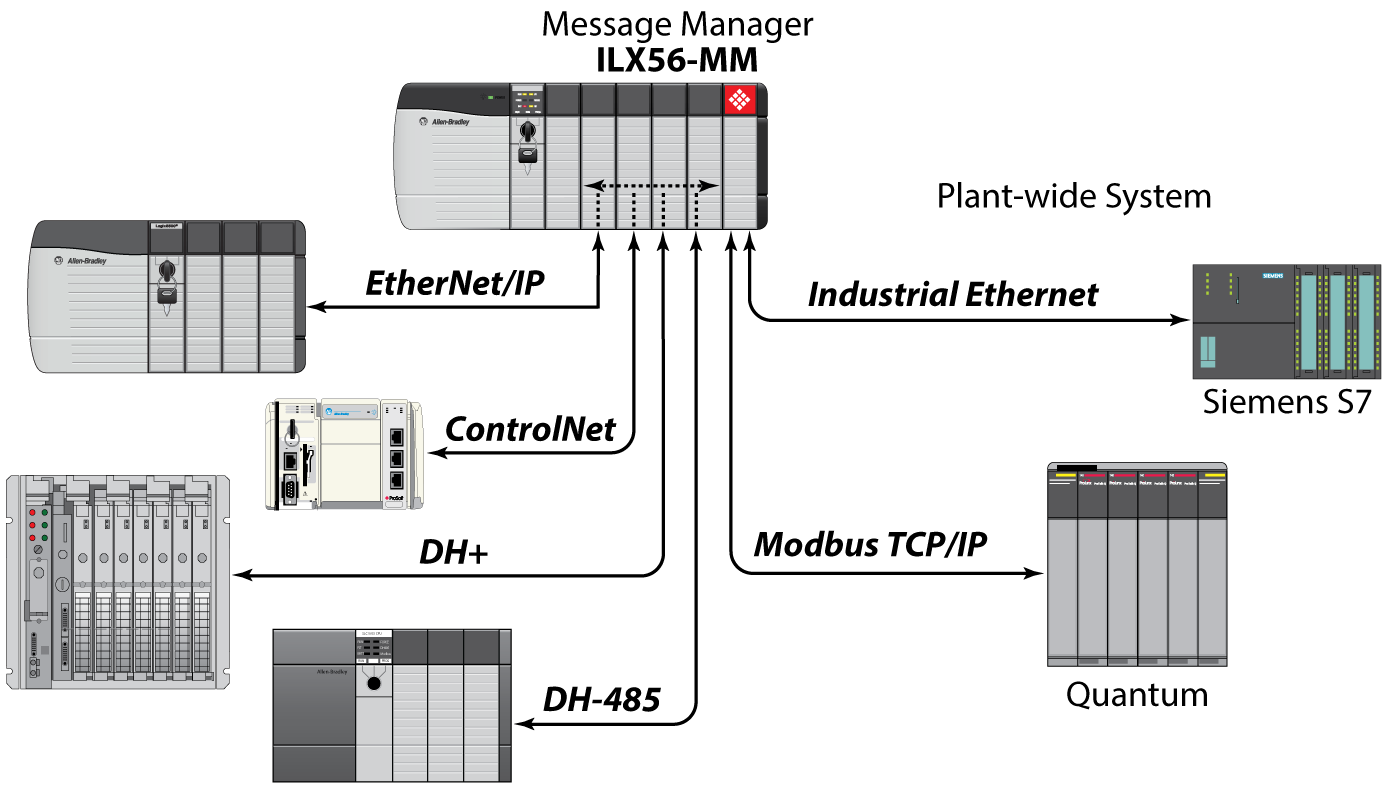 Message Manager
ILX56-MM
Allen-Bradley
Plant-wide System
Allen-Bradley
EtherNet/IP
Industrial Ethernet
SIEMENS
Siemens S7
ControlNet
ProSoft
DH+
Modbus TCP/IP
Quantum
Allen-Bradley
DH-485